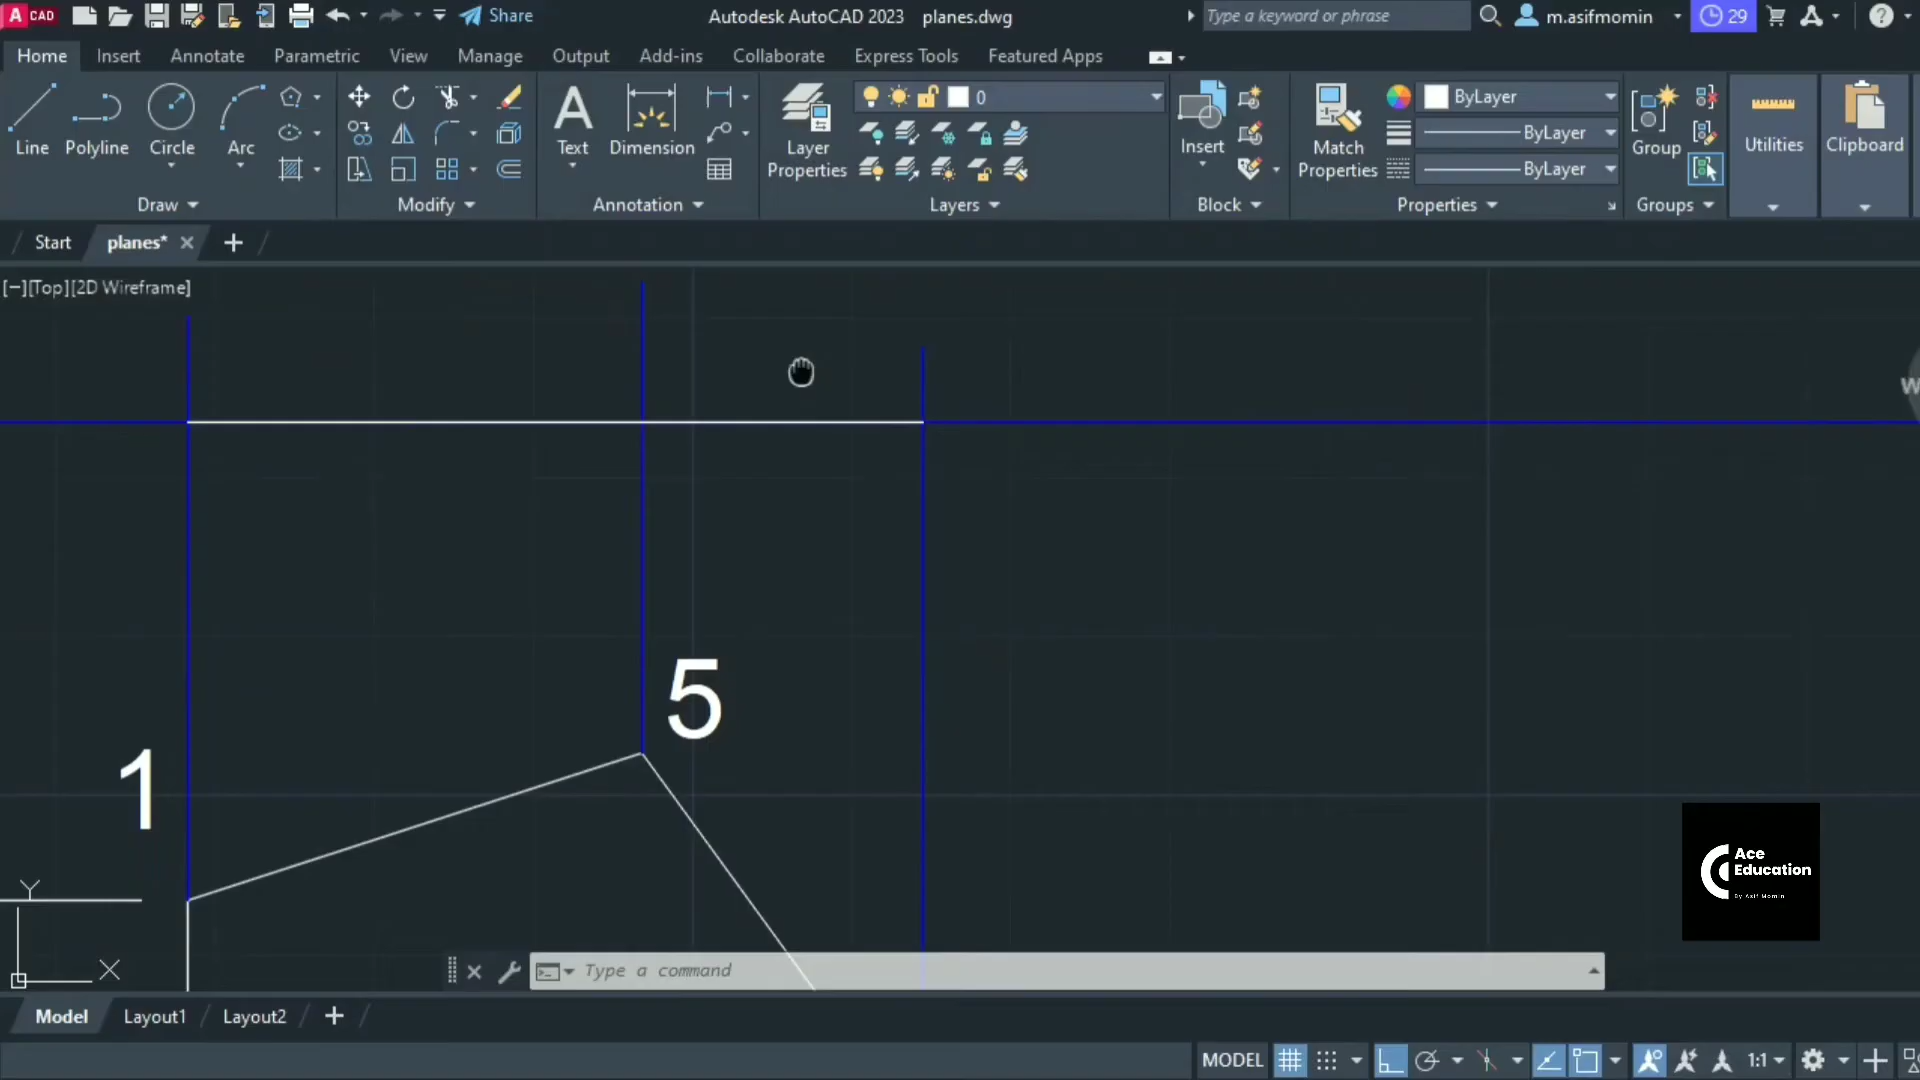 A CAD
Share
Autodesk AutoCAD 2023 planes.dwg
Type a keyword or phrase
m.asifmomin
29
?
Home Insert Annotate Parametric View Manage Output Add-ins Collaborate Express Tools Featured Apps
Line Polyline Circle Arc
Draw
Modify
A
Text Dimension
Annotation
Layer
Properties
0
Layers
Insert
Block
Match
Properties
ByLayer
ByLayer
ByLayer
Properties
Group
Groups
Utilities
Clipboard
Start planes* +
[−][Top][2D Wireframe]
W
5
1
Y
X
Ace
Education
By Asif Momin
Type a command
Model Layout1 Layout2 +
MODEL 1:1